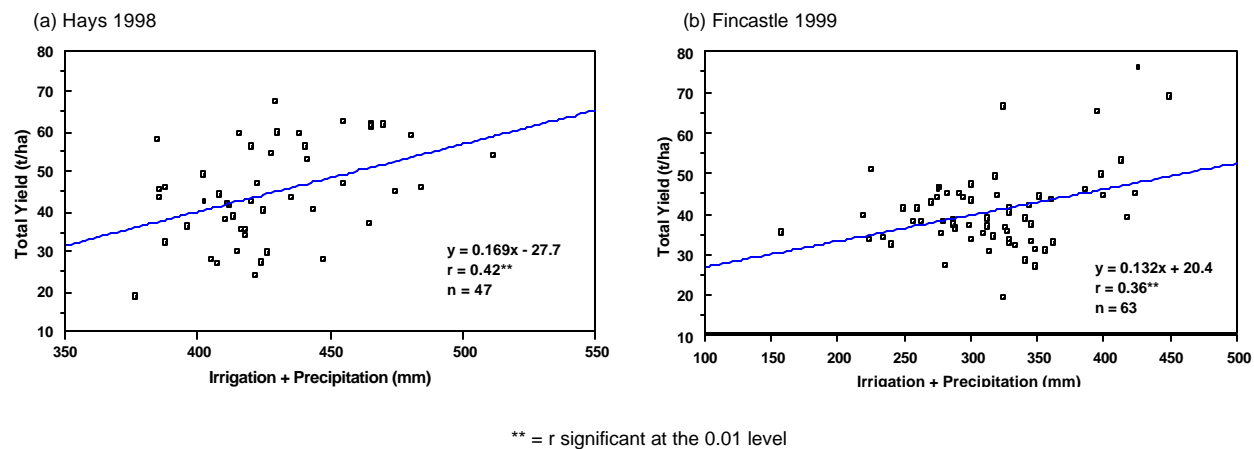 (a) Hays 1998
80
70
60
50
40
30
20
10
Total Yield (t/ha)
y = 0.169x - 27.7
r = 0.42**
n = 47
350
400
450
500
550
Irrigation + Precipitation (mm)
(b) Fincastle 1999
80
70
60
50
40
30
20
10
Total Yield (t/ha)
y = 0.132x + 20.4
r = 0.36**
n = 63
100
150
200
250
300
350
400
450
500
Irrigation + Precipitation (mm)
** = r significant at the 0.01 level